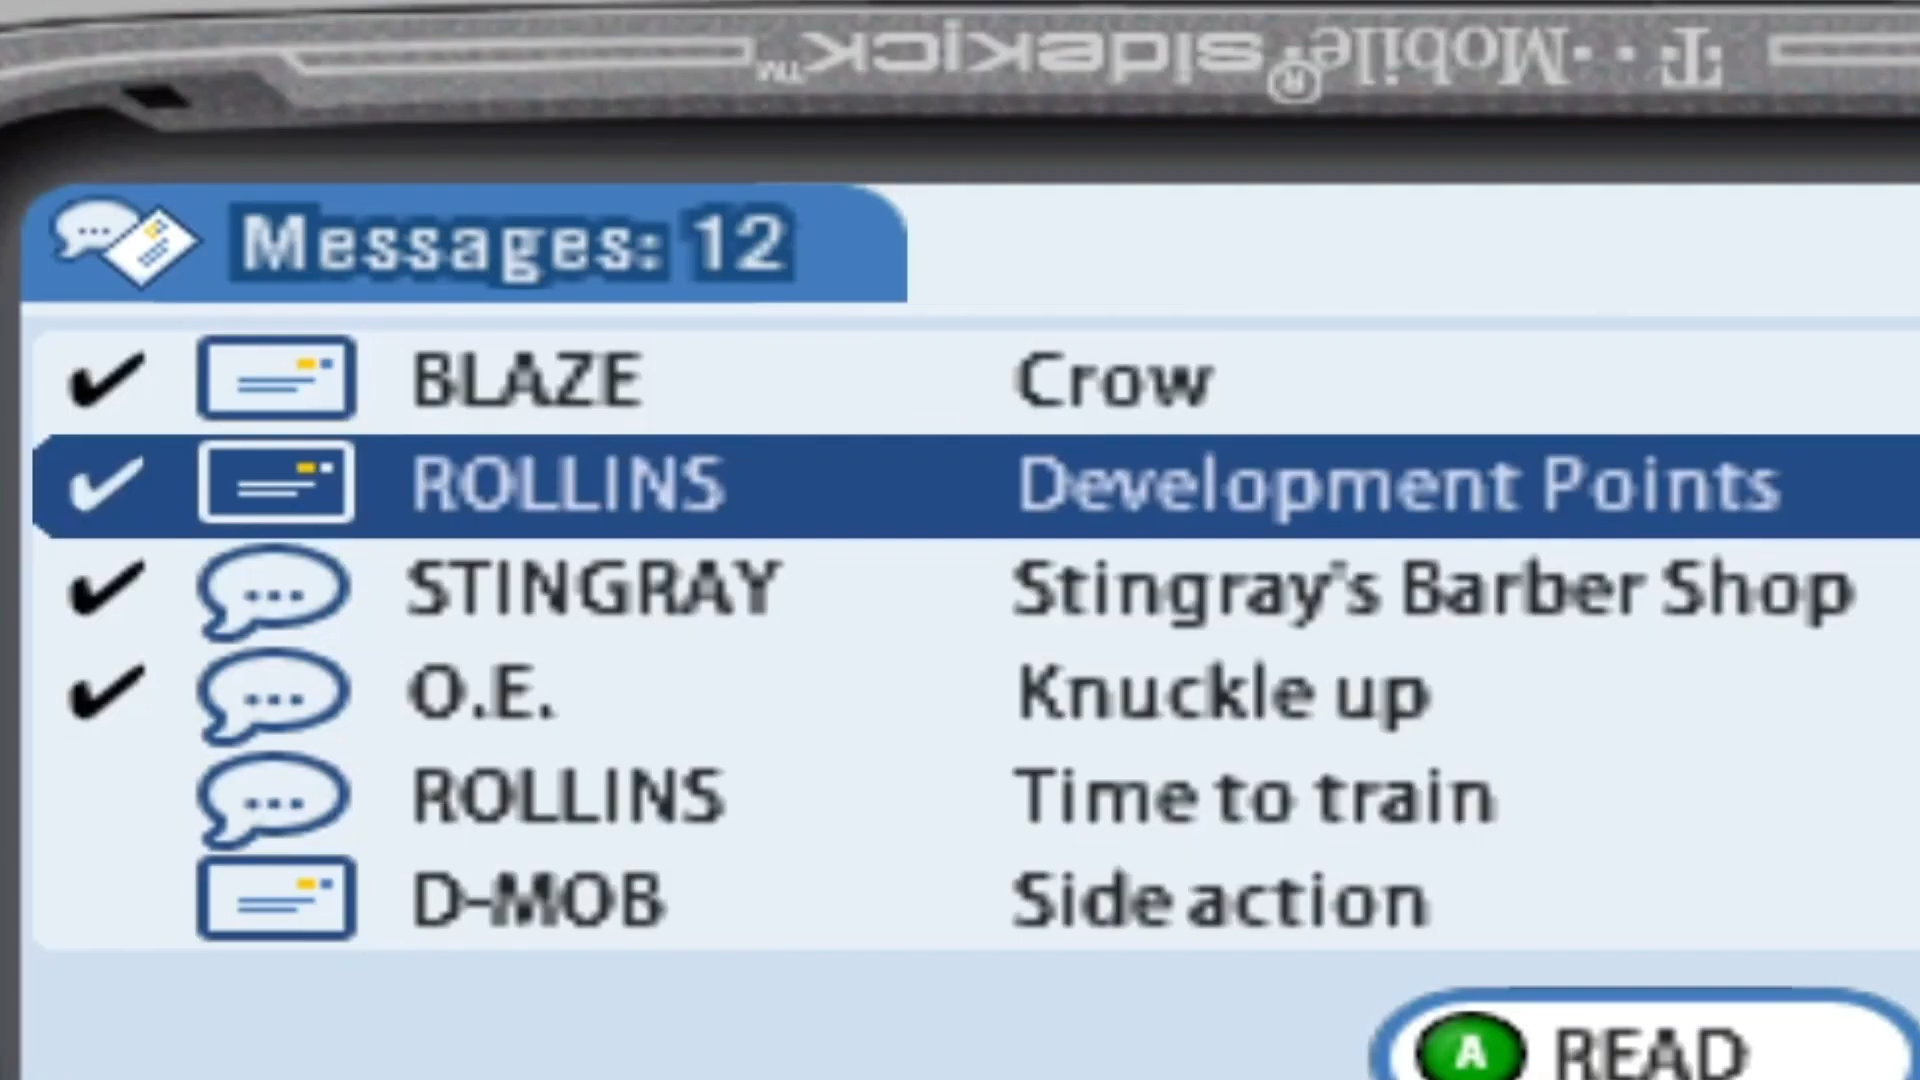 T··Mobile® sidekick™
Messages: 12
✔ BLAZE Crow
✔ ROLLINS Development Points
✔ STINGRAY Stingray's Barber Shop
✔ O.E. Knuckle up
ROLLINS Time to train
D-MOB Side action
A READ